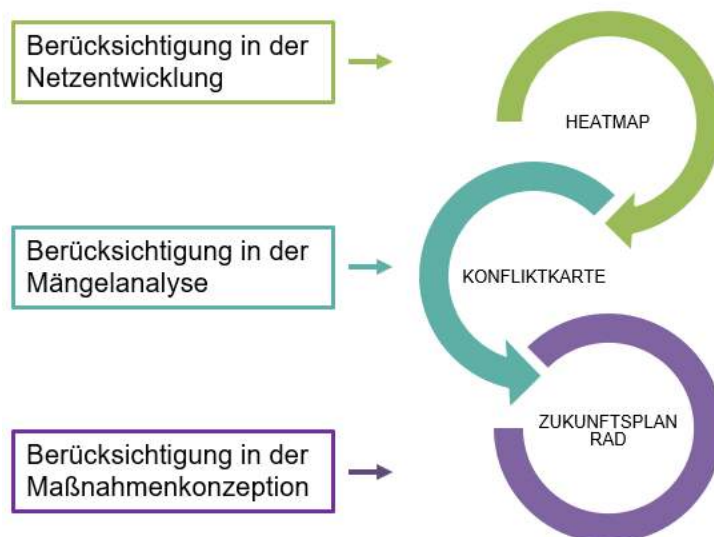 Berücksichtigung in der
Netzentwicklung
HEATMAP
Berücksichtigung in der
Mängelanalyse
KONFLIKTKARTE
Berücksichtigung in der
Maßnahmenkonzeption
ZUKUNFTSPLAN
RAD